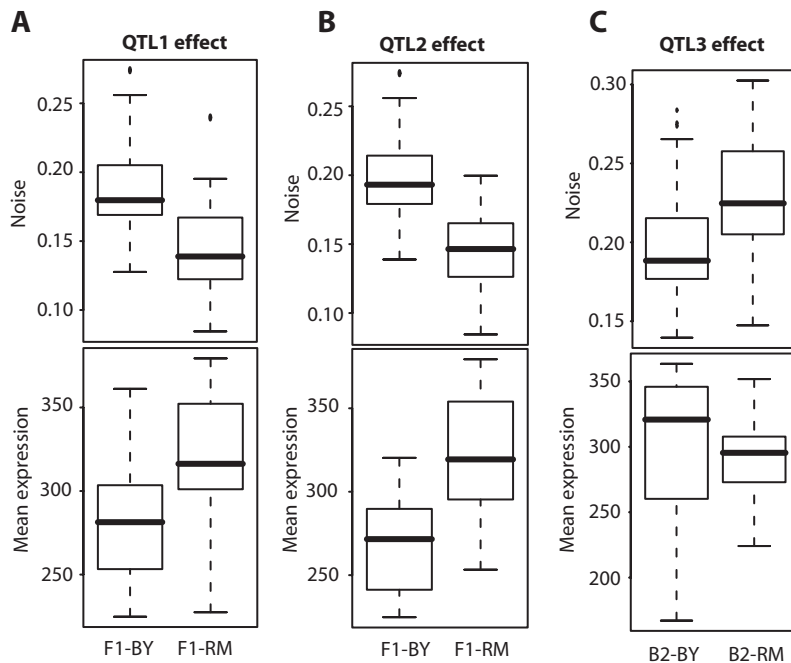 A
QTL1 effect
Noise
0.25
0.20
0.15
0.10
Mean expression
350
300
250
F1-BY F1-RM
B
QTL2 effect
Noise
0.25
0.20
0.15
0.10
Mean expression
350
300
250
F1-BY F1-RM
C
QTL3 effect
Noise
0.30
0.25
0.20
0.15
Mean expression
350
300
250
200
B2-BY B2-RM